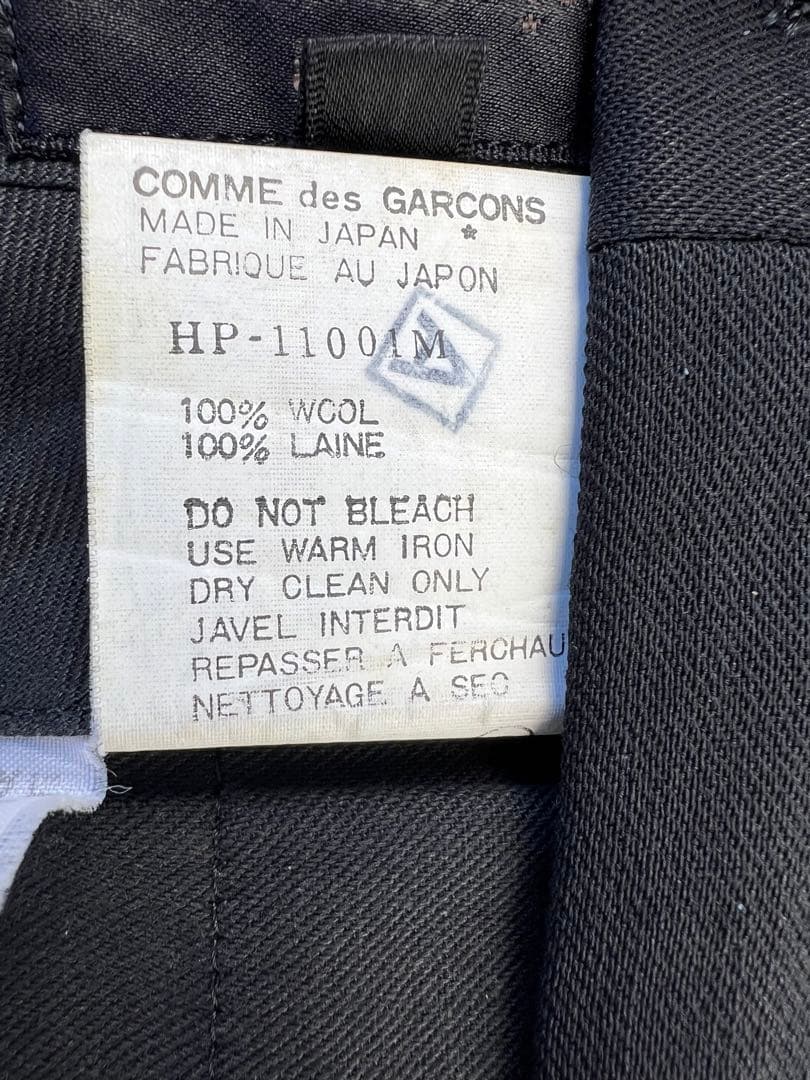 COMME des GARCONS
MADE IN JAPAN *
FABRIQUE AU JAPON
HP-11001M
100% WOOL
100% LAINE
DO NOT BLEACH
USE WARM IRON
DRY CLEAN ONLY
JAVEL INTERDIT
REPASSER A FERCHAU
NETTOYAGE A SEC